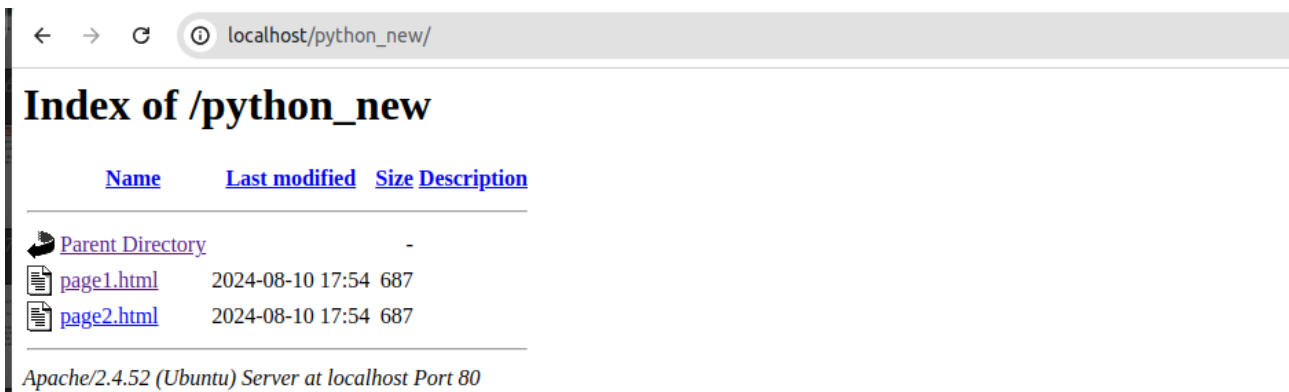 localhost/python_new/
Index of /python_new
Name Last modified Size Description
Parent Directory -
page1.html 2024-08-10 17:54 687
page2.html 2024-08-10 17:54 687
Apache/2.4.52 (Ubuntu) Server at localhost Port 80